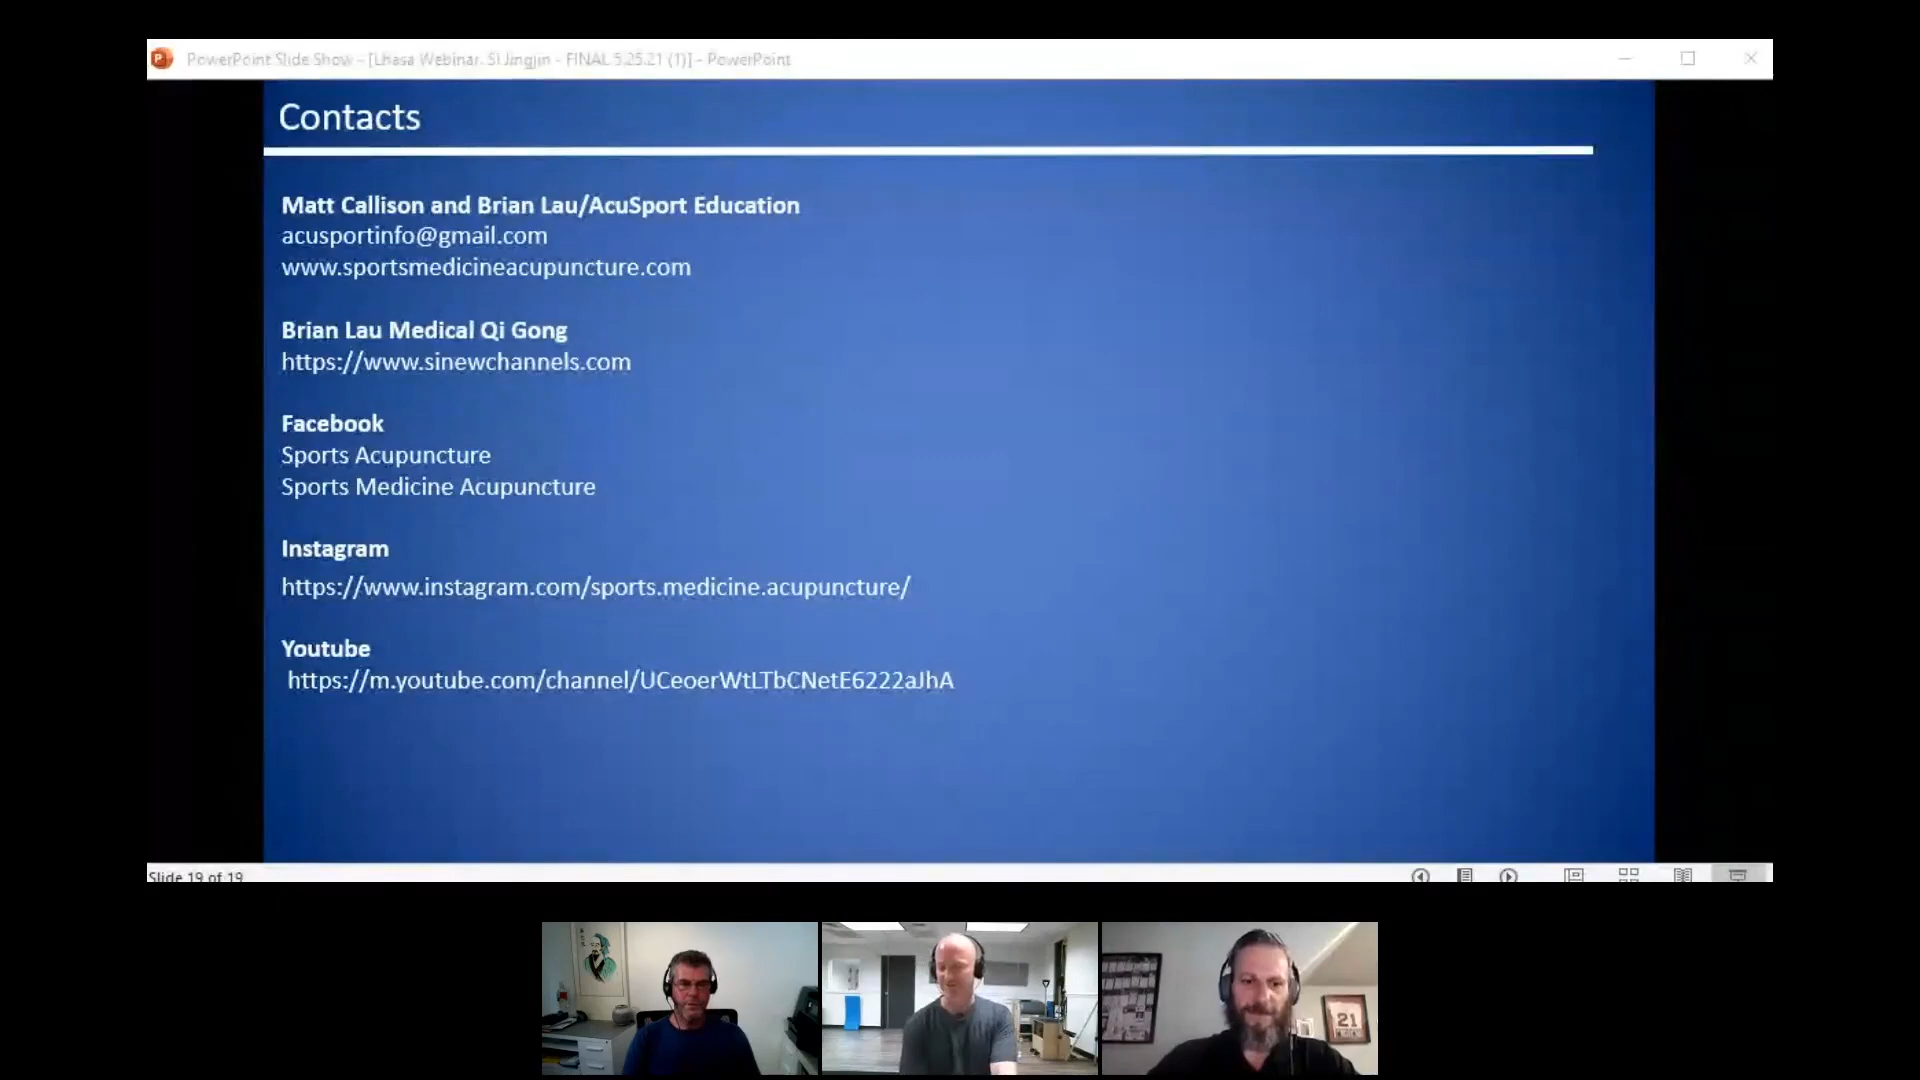 PowerPoint Slide Show - [Lhasa Webinar. Si Jingjin - FINAL 5.25.21 (1)] - PowerPoint
Contacts
Matt Callison and Brian Lau/AcuSport Education
acusportinfo@gmail.com
www.sportsmedicineacupuncture.com
Brian Lau Medical Qi Gong
https://www.sinewchannels.com
Facebook
Sports Acupuncture
Sports Medicine Acupuncture
Instagram
https://www.instagram.com/sports.medicine.acupuncture/
Youtube
https://m.youtube.com/channel/UCeoerWtLTbCNetE6222aJhA
Slide 19 of 19
21